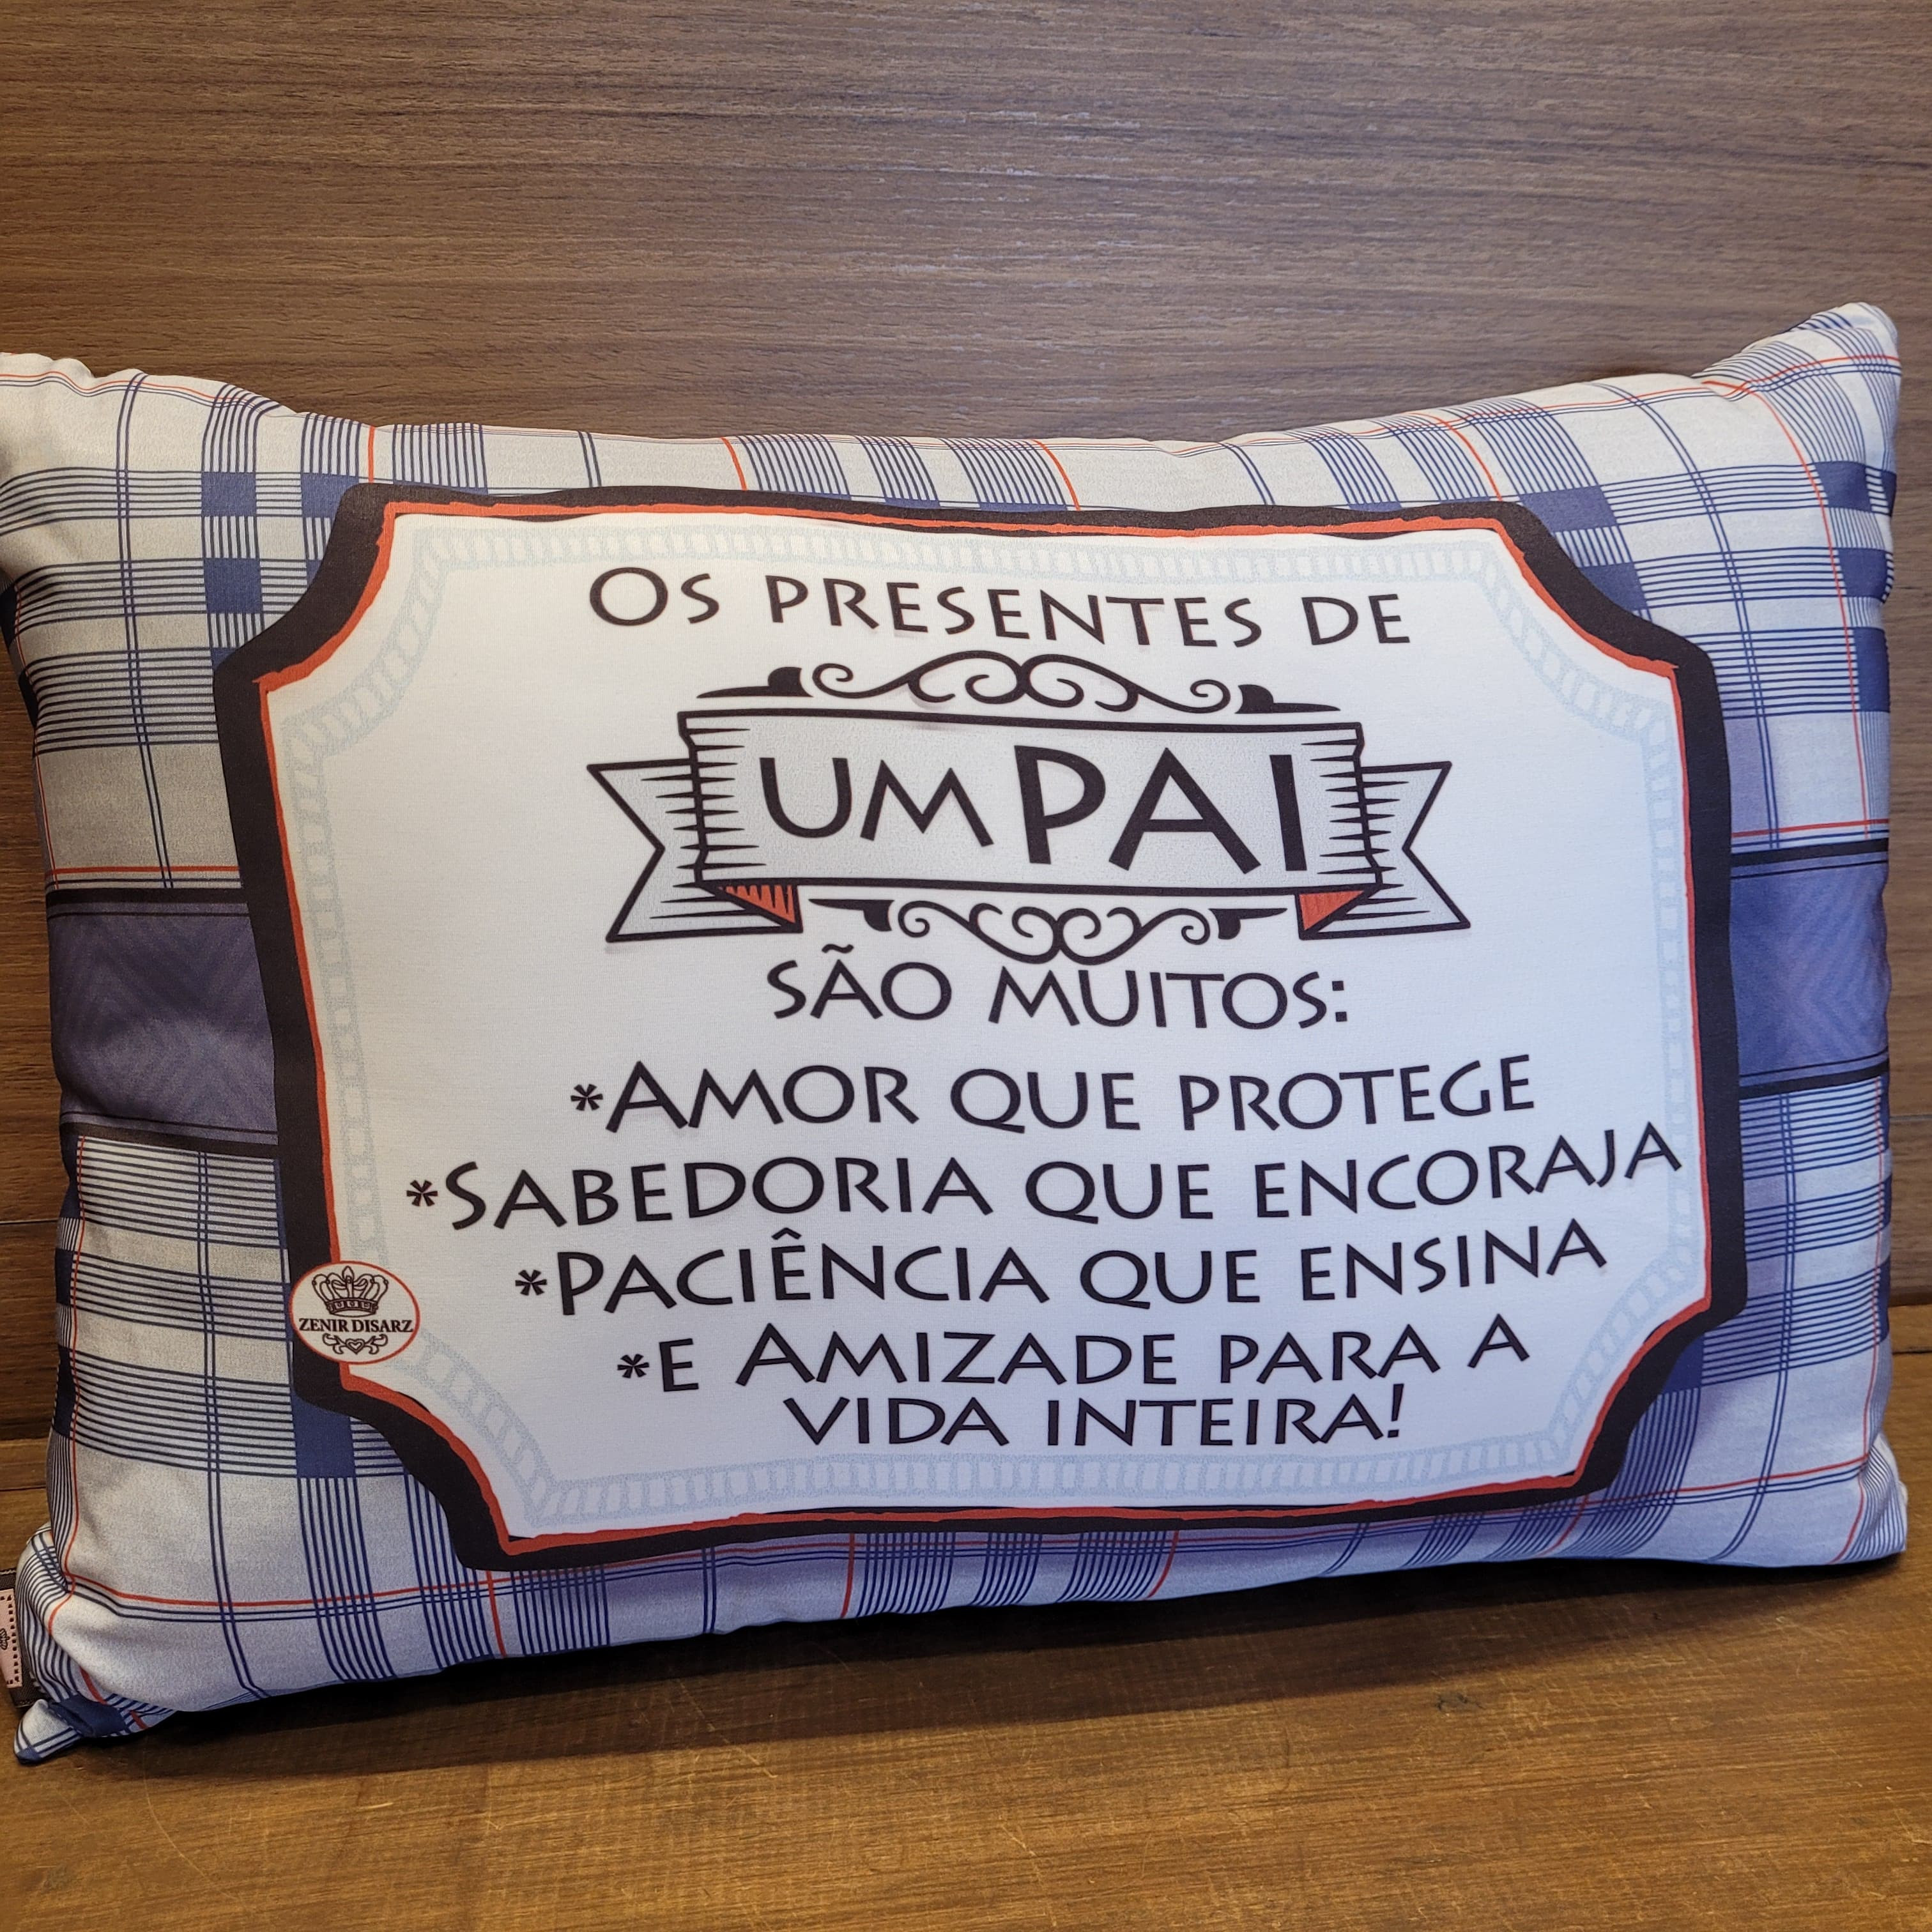 OS PRESENTES DE
UM PAI
SÃO MUITOS:
*AMOR QUE PROTEGE
*SABEDORIA QUE ENCORAJA
*PACIÊNCIA QUE ENSINA
*E AMIZADE PARA A
VIDA INTEIRA!
ZENIR DISARZ